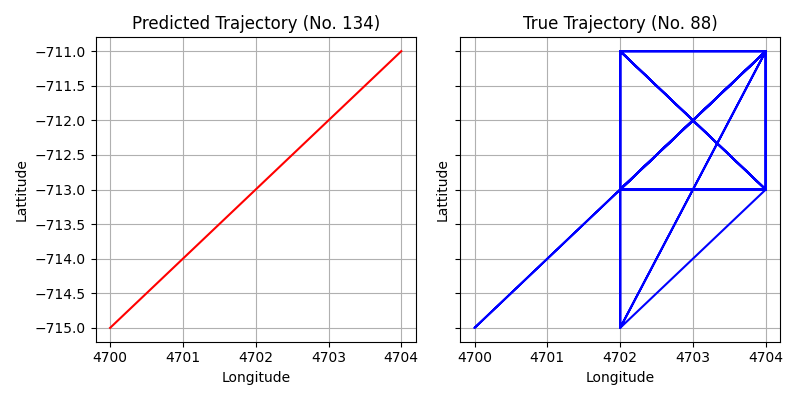 Predicted Trajectory (No. 134)
True Trajectory (No. 88)
−711.0
−711.5
−712.0
−712.5
−713.0
−713.5
−714.0
−714.5
−715.0
Lattitude
Lattitude
4700 4701 4702 4703 4704
4700 4701 4702 4703 4704
Longitude
Longitude